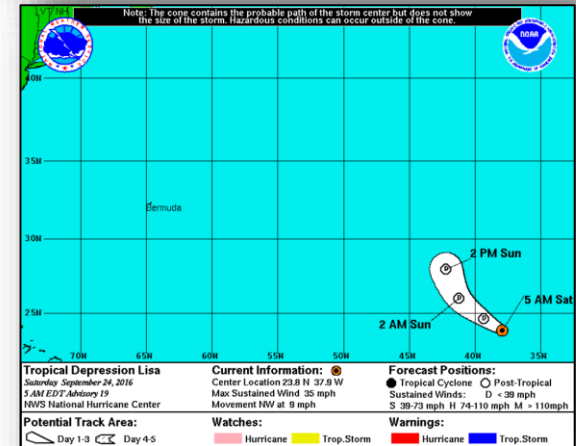 Note: The cone contains the probable path of the storm center but does not show
the size of the storm. Hazardous conditions can occur outside of the cone.
VT NH
NOAA
40N
35N
Bermuda
30N
2 PM Sun
25N
5 AM Sat
2 AM Sun
70W 65W 60W 55W 50W 45W 40W 35W
Tropical Depression Lisa
Saturday September 24, 2016
5 AM EDT Advisory 19
NWS National Hurricane Center
Current Information:
Center Location 23.8 N 37.9 W
Max Sustained Wind 35 mph
Movement NW at 9 mph
Forecast Positions:
Tropical Cyclone Post-Tropical
Sustained Winds: D < 39 mph
S 39-73 mph H 74-110 mph M > 110mph
Potential Track Area:
Day 1-3 Day 4-5
Watches:
Hurricane Trop.Storm
Warnings:
Hurricane Trop.Storm